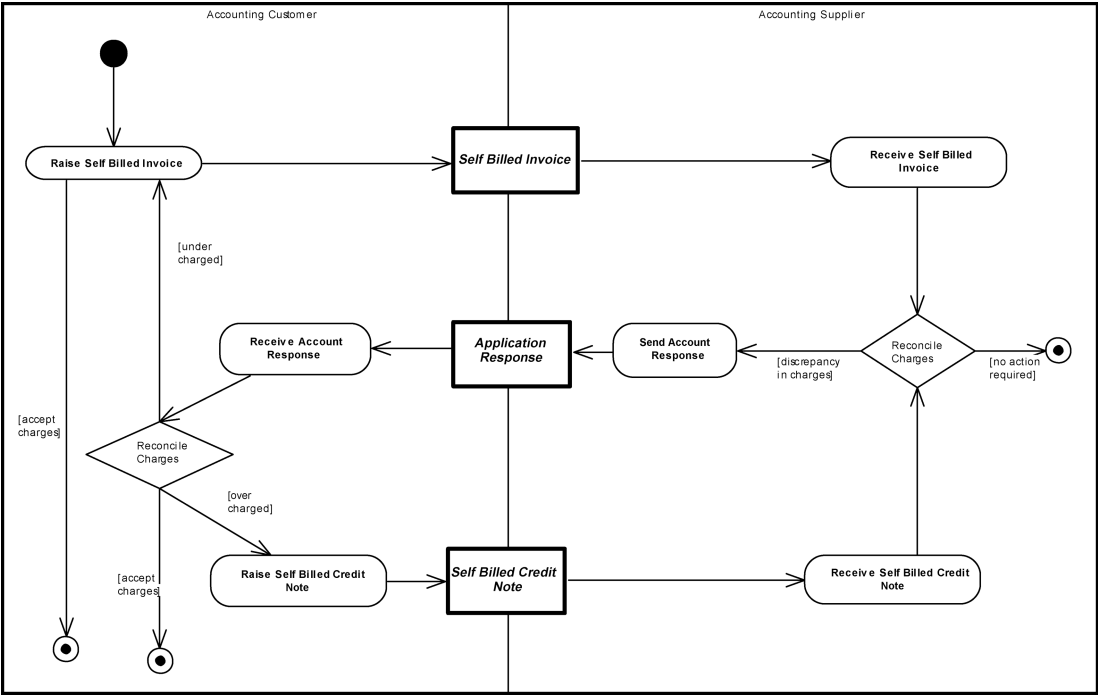 Accounting Customer
Accounting Supplier
Raise Self Billed Invoice
Self Billed Invoice
Receive Self Billed
Invoice
[under
charged]
Receive Account
Response
Application
Response
Send Account
Response
[discrepancy
in charges]
Reconcile
Charges
[no action
required]
[accept
charges]
Reconcile
Charges
[over
charged]
[accept
charges]
Raise Self Billed Credit
Note
Self Billed Credit
Note
Receive Self Billed Credit
Note